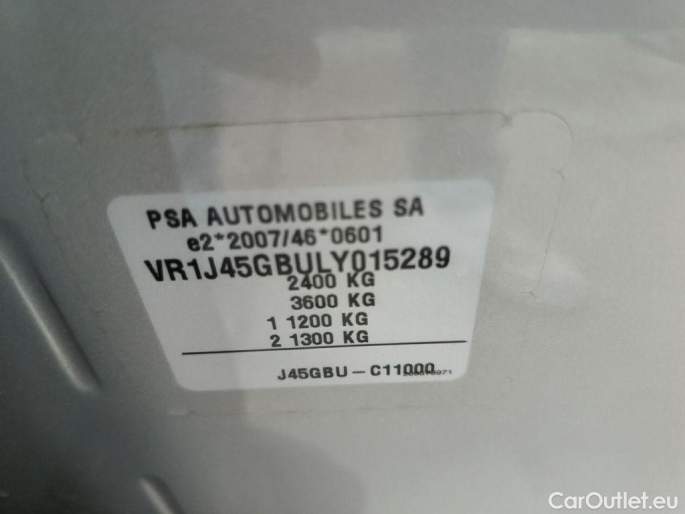 PSA AUTOMOBILES SA
e2*2007/46*0601
VR1J45GBULY015289
2400 KG
3600 KG
1 1200 KG
2 1300 KG
J45GBU - C11000
CarOutlet.eu